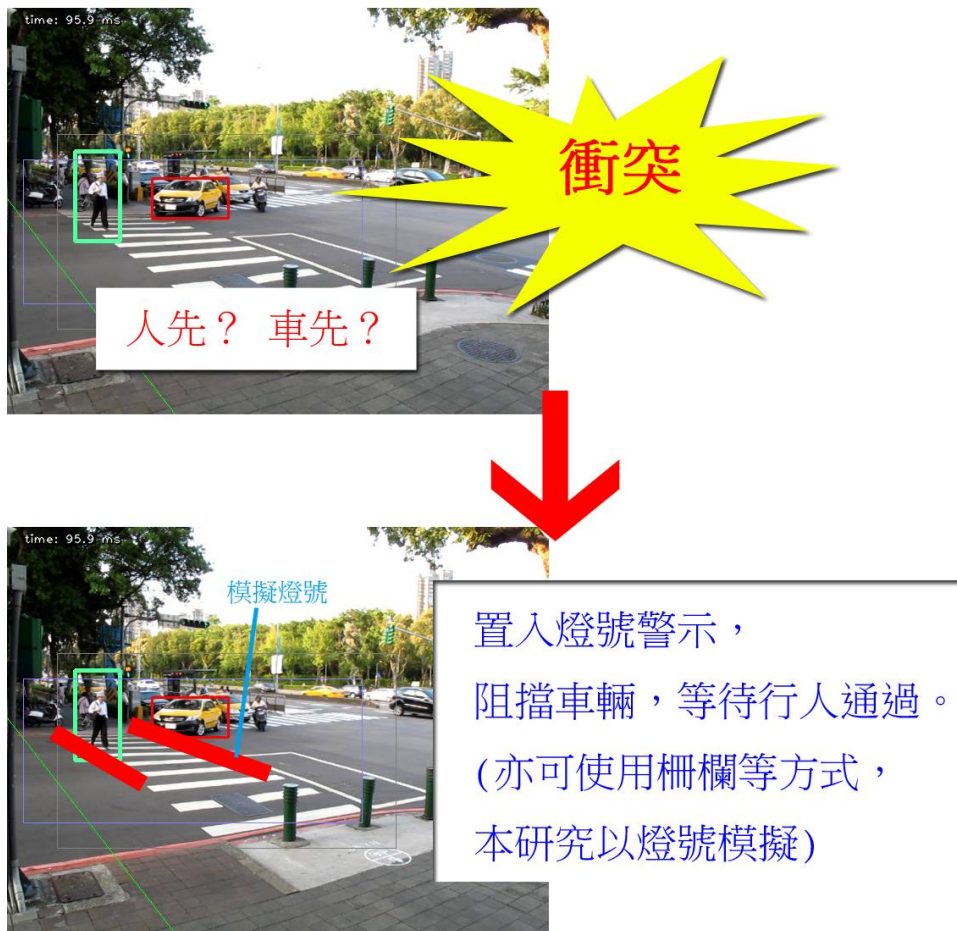 time: 95.9 ms
衝突
人先？ 車先？
time: 95.9 ms
模擬燈號
置入燈號警示，
阻擋車輛，等待行人通過。
(亦可使用柵欄等方式，
本研究以燈號模擬)